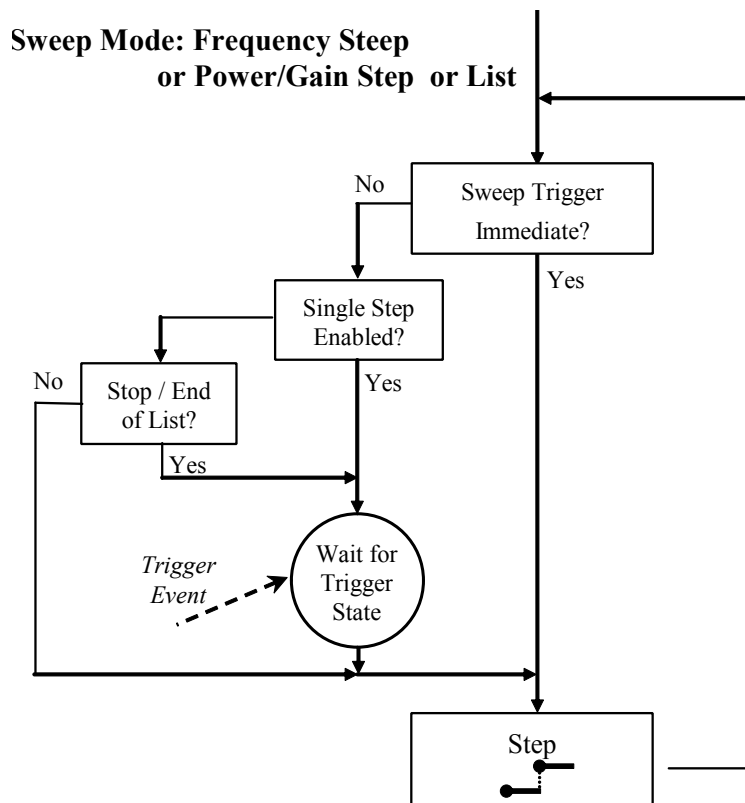 Sweep Mode: Frequency Steep
or Power/Gain Step or List
No
Sweep Trigger
Immediate?
Yes
Single Step
Enabled?
No
Stop / End
of List?
Yes
Yes
Wait for
Trigger
State
Trigger
Event
Step